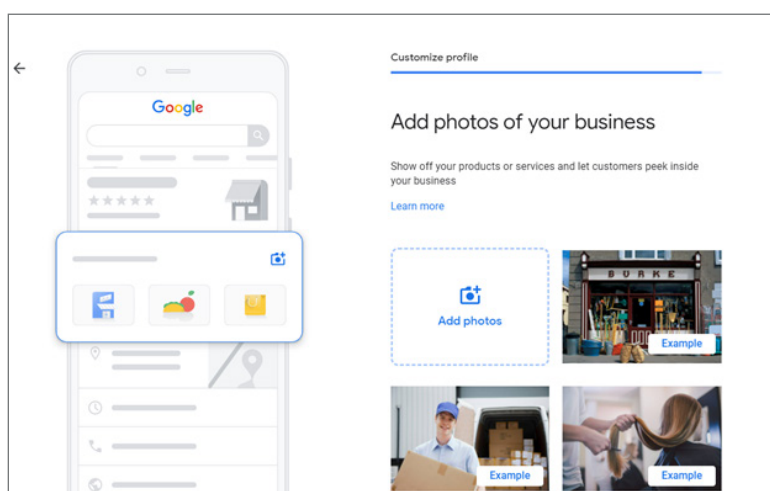 Customize profile
Google
Add photos of your business
Show off your products or services and let customers peek inside
your business
Learn more
Add photos
BURKE
Example
Example
Example